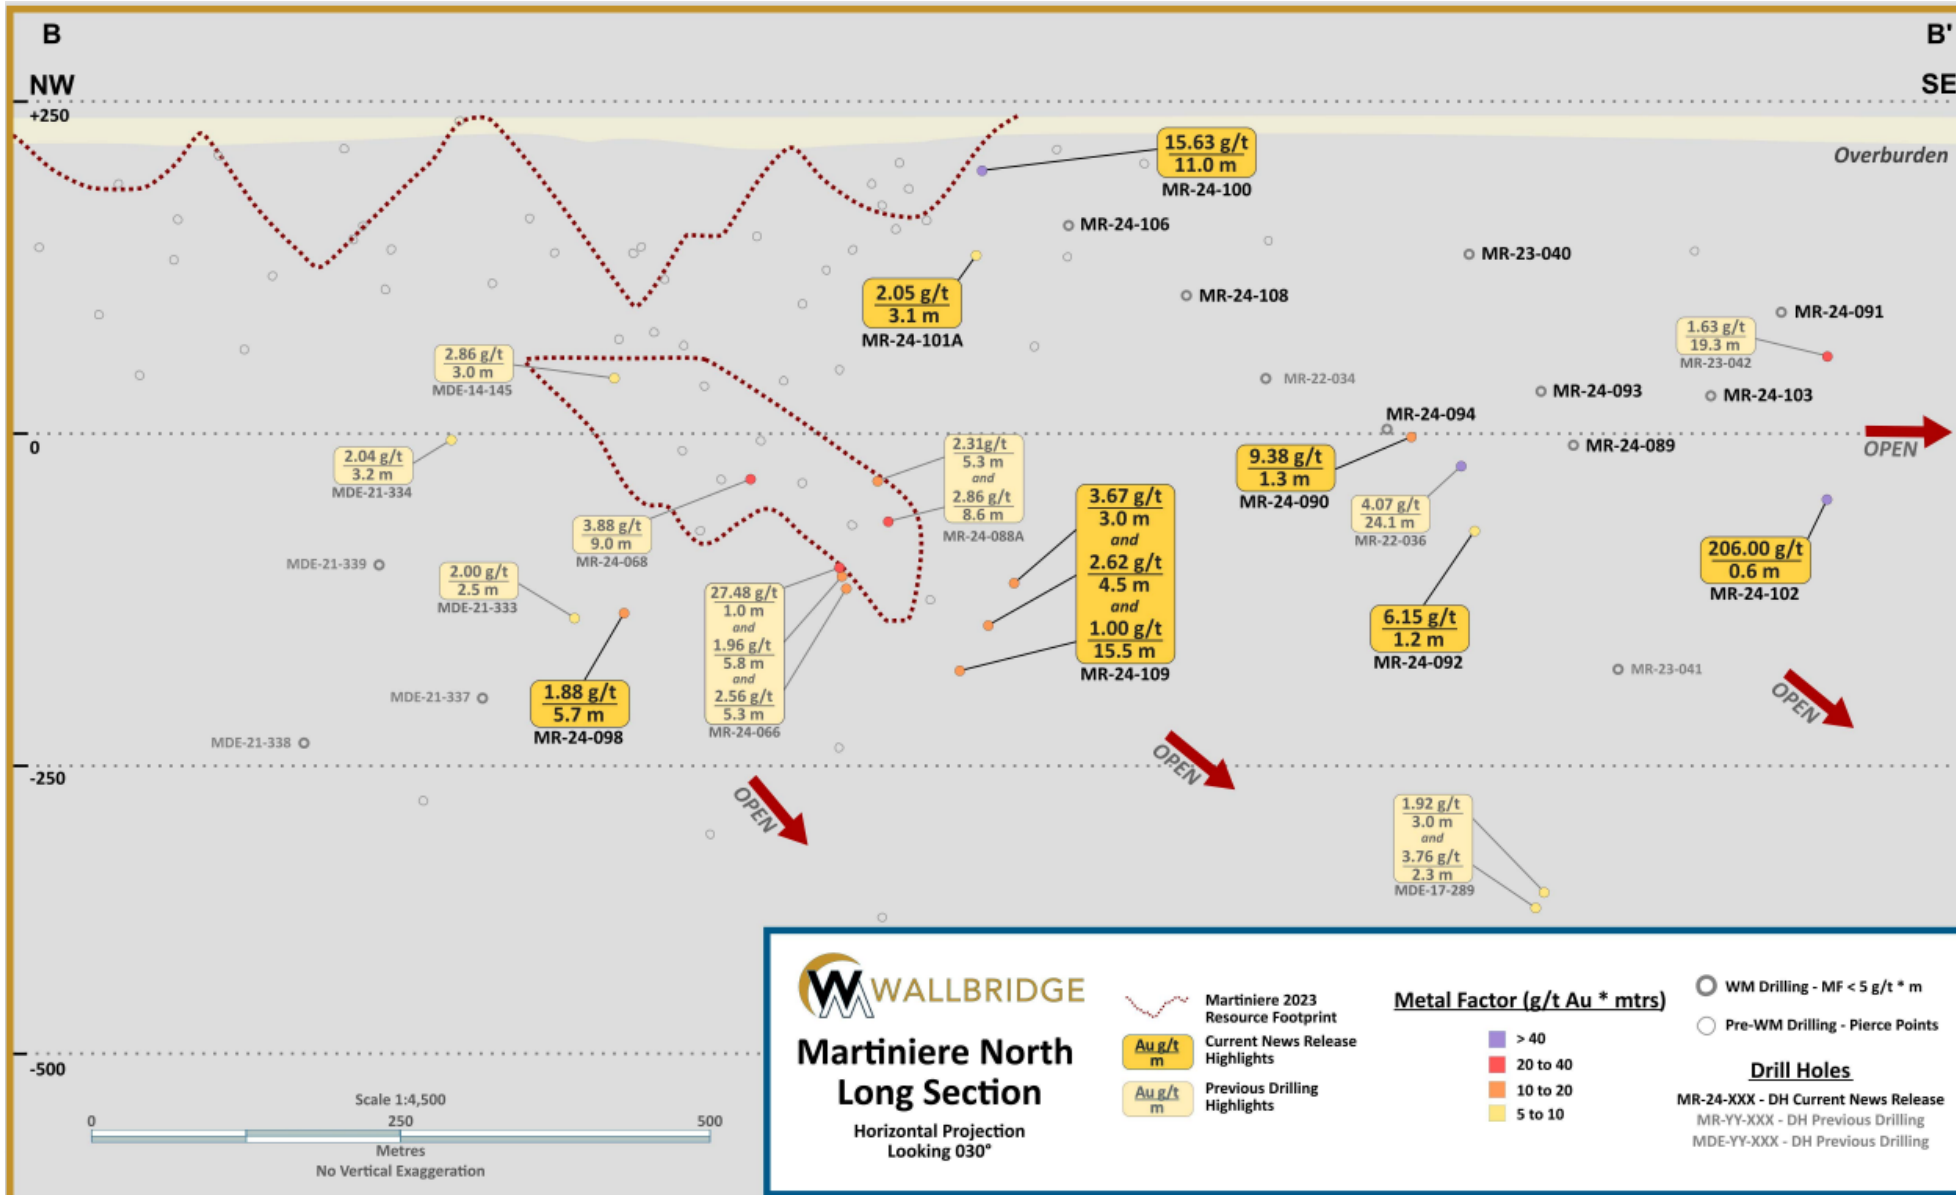 B
B'
NW
SE
+250
Overburden
15.63 g/t
11.0 m
MR-24-100
MR-24-106
MR-23-040
2.05 g/t
3.1 m
MR-24-101A
MR-24-108
MR-24-091
1.63 g/t
19.3 m
MR-23-042
2.86 g/t
3.0 m
MDE-14-145
MR-22-034
MR-24-093
MR-24-103
MR-24-094
0
OPEN
2.04 g/t
3.2 m
MDE-21-334
2.31g/t
5.3 m
and
2.86 g/t
8.6 m
MR-24-088A
9.38 g/t
1.3 m
MR-24-090
MR-24-089
4.07 g/t
24.1 m
MR-22-036
3.88 g/t
9.0 m
MR-24-068
3.67 g/t
3.0 m
and
2.62 g/t
4.5 m
and
1.00 g/t
15.5 m
MR-24-109
206.00 g/t
0.6 m
MR-24-102
MDE-21-339
2.00 g/t
2.5 m
MDE-21-333
27.48 g/t
1.0 m
and
1.96 g/t
5.8 m
and
2.56 g/t
5.3 m
MR-24-066
6.15 g/t
1.2 m
MR-24-092
MR-23-041
MDE-21-337
1.88 g/t
5.7 m
MR-24-098
OPEN
MDE-21-338
OPEN
-250
OPEN
1.92 g/t
3.0 m
and
3.76 g/t
2.3 m
MDE-17-289
-500
Scale 1:4,500
0
250
500
Metres
No Vertical Exaggeration
WALLBRIDGE
Martiniere North
Long Section
Horizontal Projection
Looking 030°
Martiniere 2023
Resource Footprint
Au g/t
m
Current News Release
Highlights
Au g/t
m
Previous Drilling
Highlights
Metal Factor (g/t Au * mtrs)
> 40
20 to 40
10 to 20
5 to 10
WM Drilling - MF < 5 g/t * m
Pre-WM Drilling - Pierce Points
Drill Holes
MR-24-XXX - DH Current News Release
MR-YY-XXX - DH Previous Drilling
MDE-YY-XXX - DH Previous Drilling